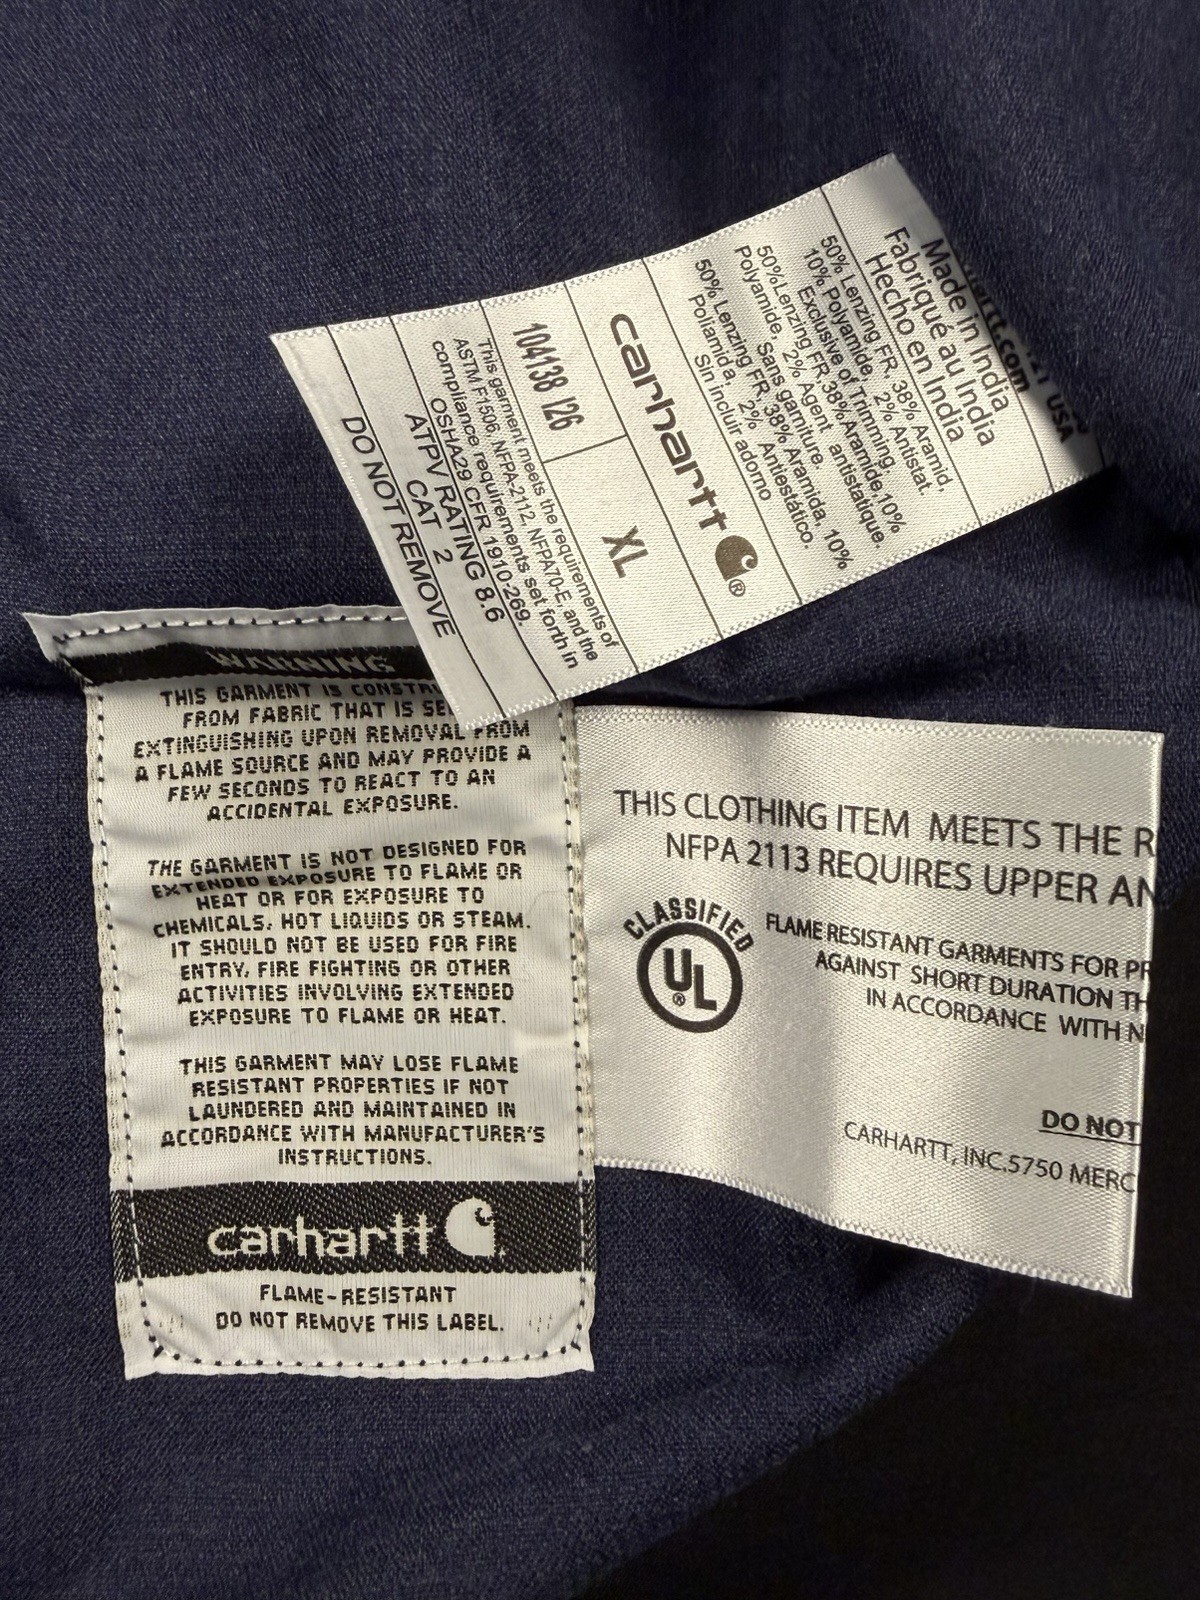 Made in India
Fabriqué au India
Hecho en India
50% Lenzing FR, 38% Aramid,
10% Polyamide, 2% Antistat.
Exclusive of Trimming.
50%Lenzing FR,38% Aramide,10%
2% Agent antistatique.
Polyamide, Sans garniture.
50% Lenzing FR, 38% Aramida, 10%
Poliamida, 2% Antiestático.
Sin incluir adorno
carhartt ®
104138 I26
XL
This garment meets the requirements of
ASTM F1506, NFPA-2112, NFPA70-E and the
compliance requirements set forth in
OSHA29 CFR 1910-269.
ATPV RATING 8.6
CAT 2
DO NOT REMOVE
WARNING
THIS GARMENT IS
FROM FABRIC THAT IS
EXTINGUISHING UPON REMOVAL FROM
A FLAME SOURCE AND MAY PROVIDE A
FEW SECONDS TO REACT TO AN
ACCIDENTAL EXPOSURE.
THE GARMENT IS NOT DESIGNED FOR
EXTENDED EXPOSURE TO FLAME OR
HEAT OR FOR EXPOSURE TO
CHEMICALS, HOT LIQUIDS OR STEAM.
IT SHOULD NOT BE USED FOR FIRE
ENTRY, FIRE FIGHTING OR OTHER
ACTIVITIES INVOLVING EXTENDED
EXPOSURE TO FLAME OR HEAT.
THIS GARMENT MAY LOSE FLAME
RESISTANT PROPERTIES IF NOT
LAUNDERED AND MAINTAINED IN
ACCORDANCE WITH MANUFACTURER'S
INSTRUCTIONS.
carhartt
FLAME-RESISTANT
DO NOT REMOVE THIS LABEL.
THIS CLOTHING ITEM MEETS THE
NFPA 2113 REQUIRES UPPER
CLASSIFIED
UL ®
FLAME RESISTANT GARMENTS FOR
AGAINST SHORT DURATION
IN ACCORDANCE WITH
DO NOT
CARHARTT, INC.5750